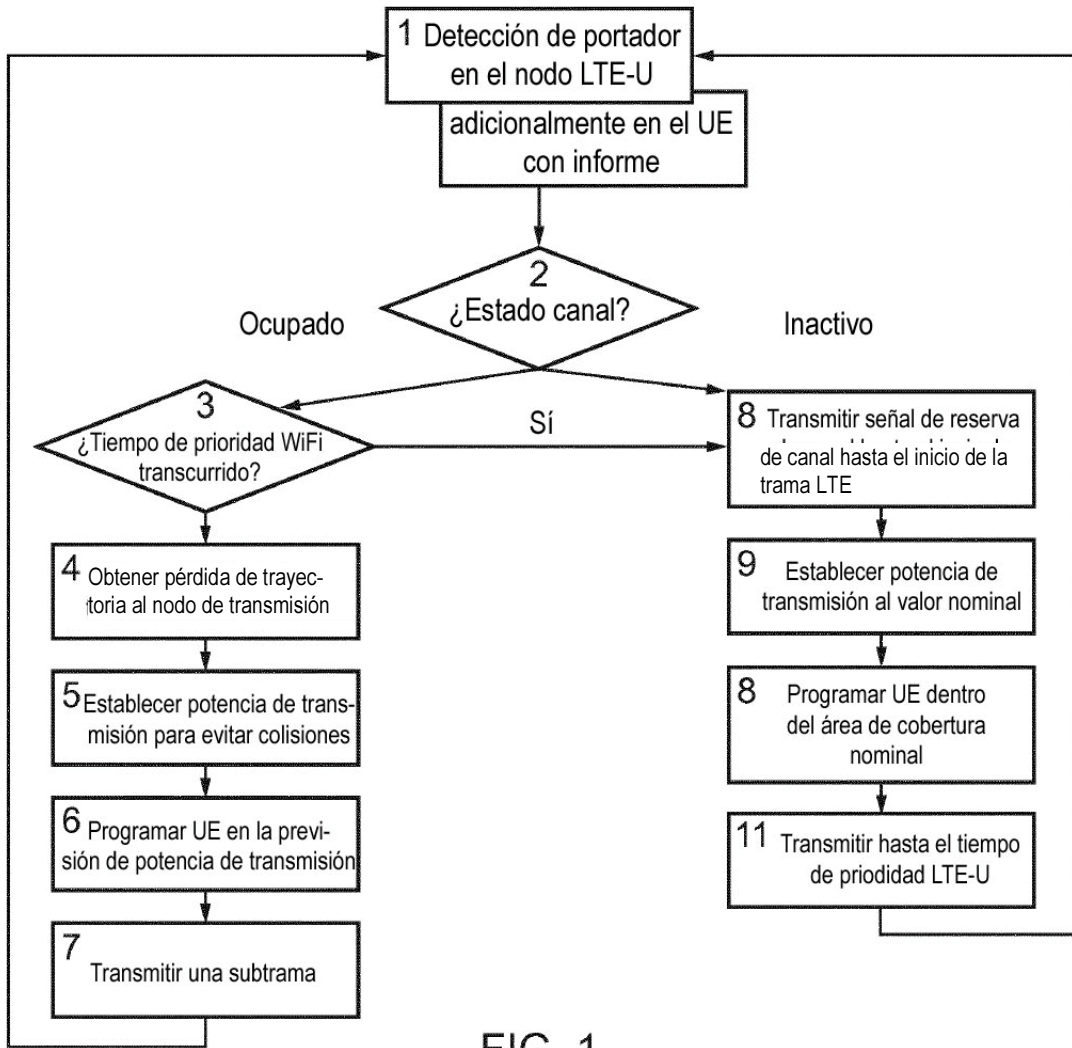 1 Detección de portador
en el nodo LTE-U
adicionalmente en el UE
con informe
2
¿Estado canal?
Ocupado
Inactivo
3
¿Tiempo de prioridad WiFi
transcurrido?
Sí
8 Transmitir señal de reserva
de canal hasta el inicio de la
trama LTE
4 Obtener pérdida de trayec-
toria al nodo de transmisión
9 Establecer potencia de
transmisión al valor nominal
5 Establecer potencia de trans-
misión para evitar colisiones
8 Programar UE dentro
del área de cobertura
nominal
6 Programar UE en la previ-
sión de potencia de transmisión
11 Transmitir hasta el tiempo
de priodidad LTE-U
7
Transmitir una subtrama
FIG. 1